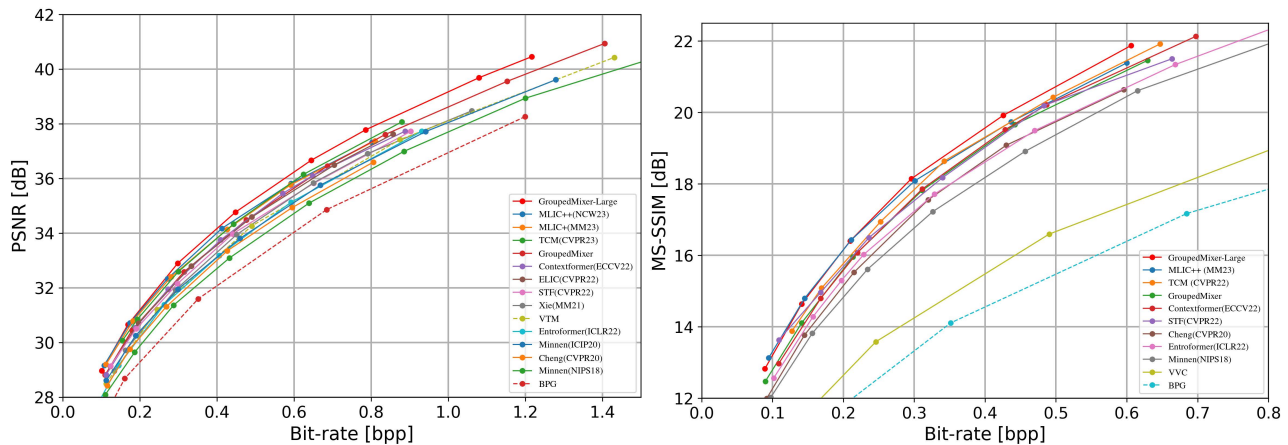 42
40
38
36
34
32
30
28
PSNR [dB]
0.0 0.2 0.4 0.6 0.8 1.0 1.2 1.4
Bit-rate [bpp]
GroupedMixer-Large
MLIC++(NCW23)
MLIC+(MM23)
TCM(CVPR23)
GroupedMixer
Contextformer(ECCV22)
ELIC(CVPR22)
STF(CVPR22)
Xie(MM21)
VTM
Entroformer(ICLR22)
Minnen(ICIP20)
Cheng(CVPR20)
Minnen(NIPS18)
BPG
22
20
18
16
14
12
MS-SSIM [dB]
0.0 0.1 0.2 0.3 0.4 0.5 0.6 0.7 0.8
Bit-rate [bpp]
GroupedMixer-Large
MLIC++ (MM23)
TCM (CVPR22)
GroupedMixer
Contextformer(ECCV22)
STF(CVPR22)
Cheng(CVPR20)
Entroformer(ICLR22)
Minnen(NIPS18)
VVC
BPG